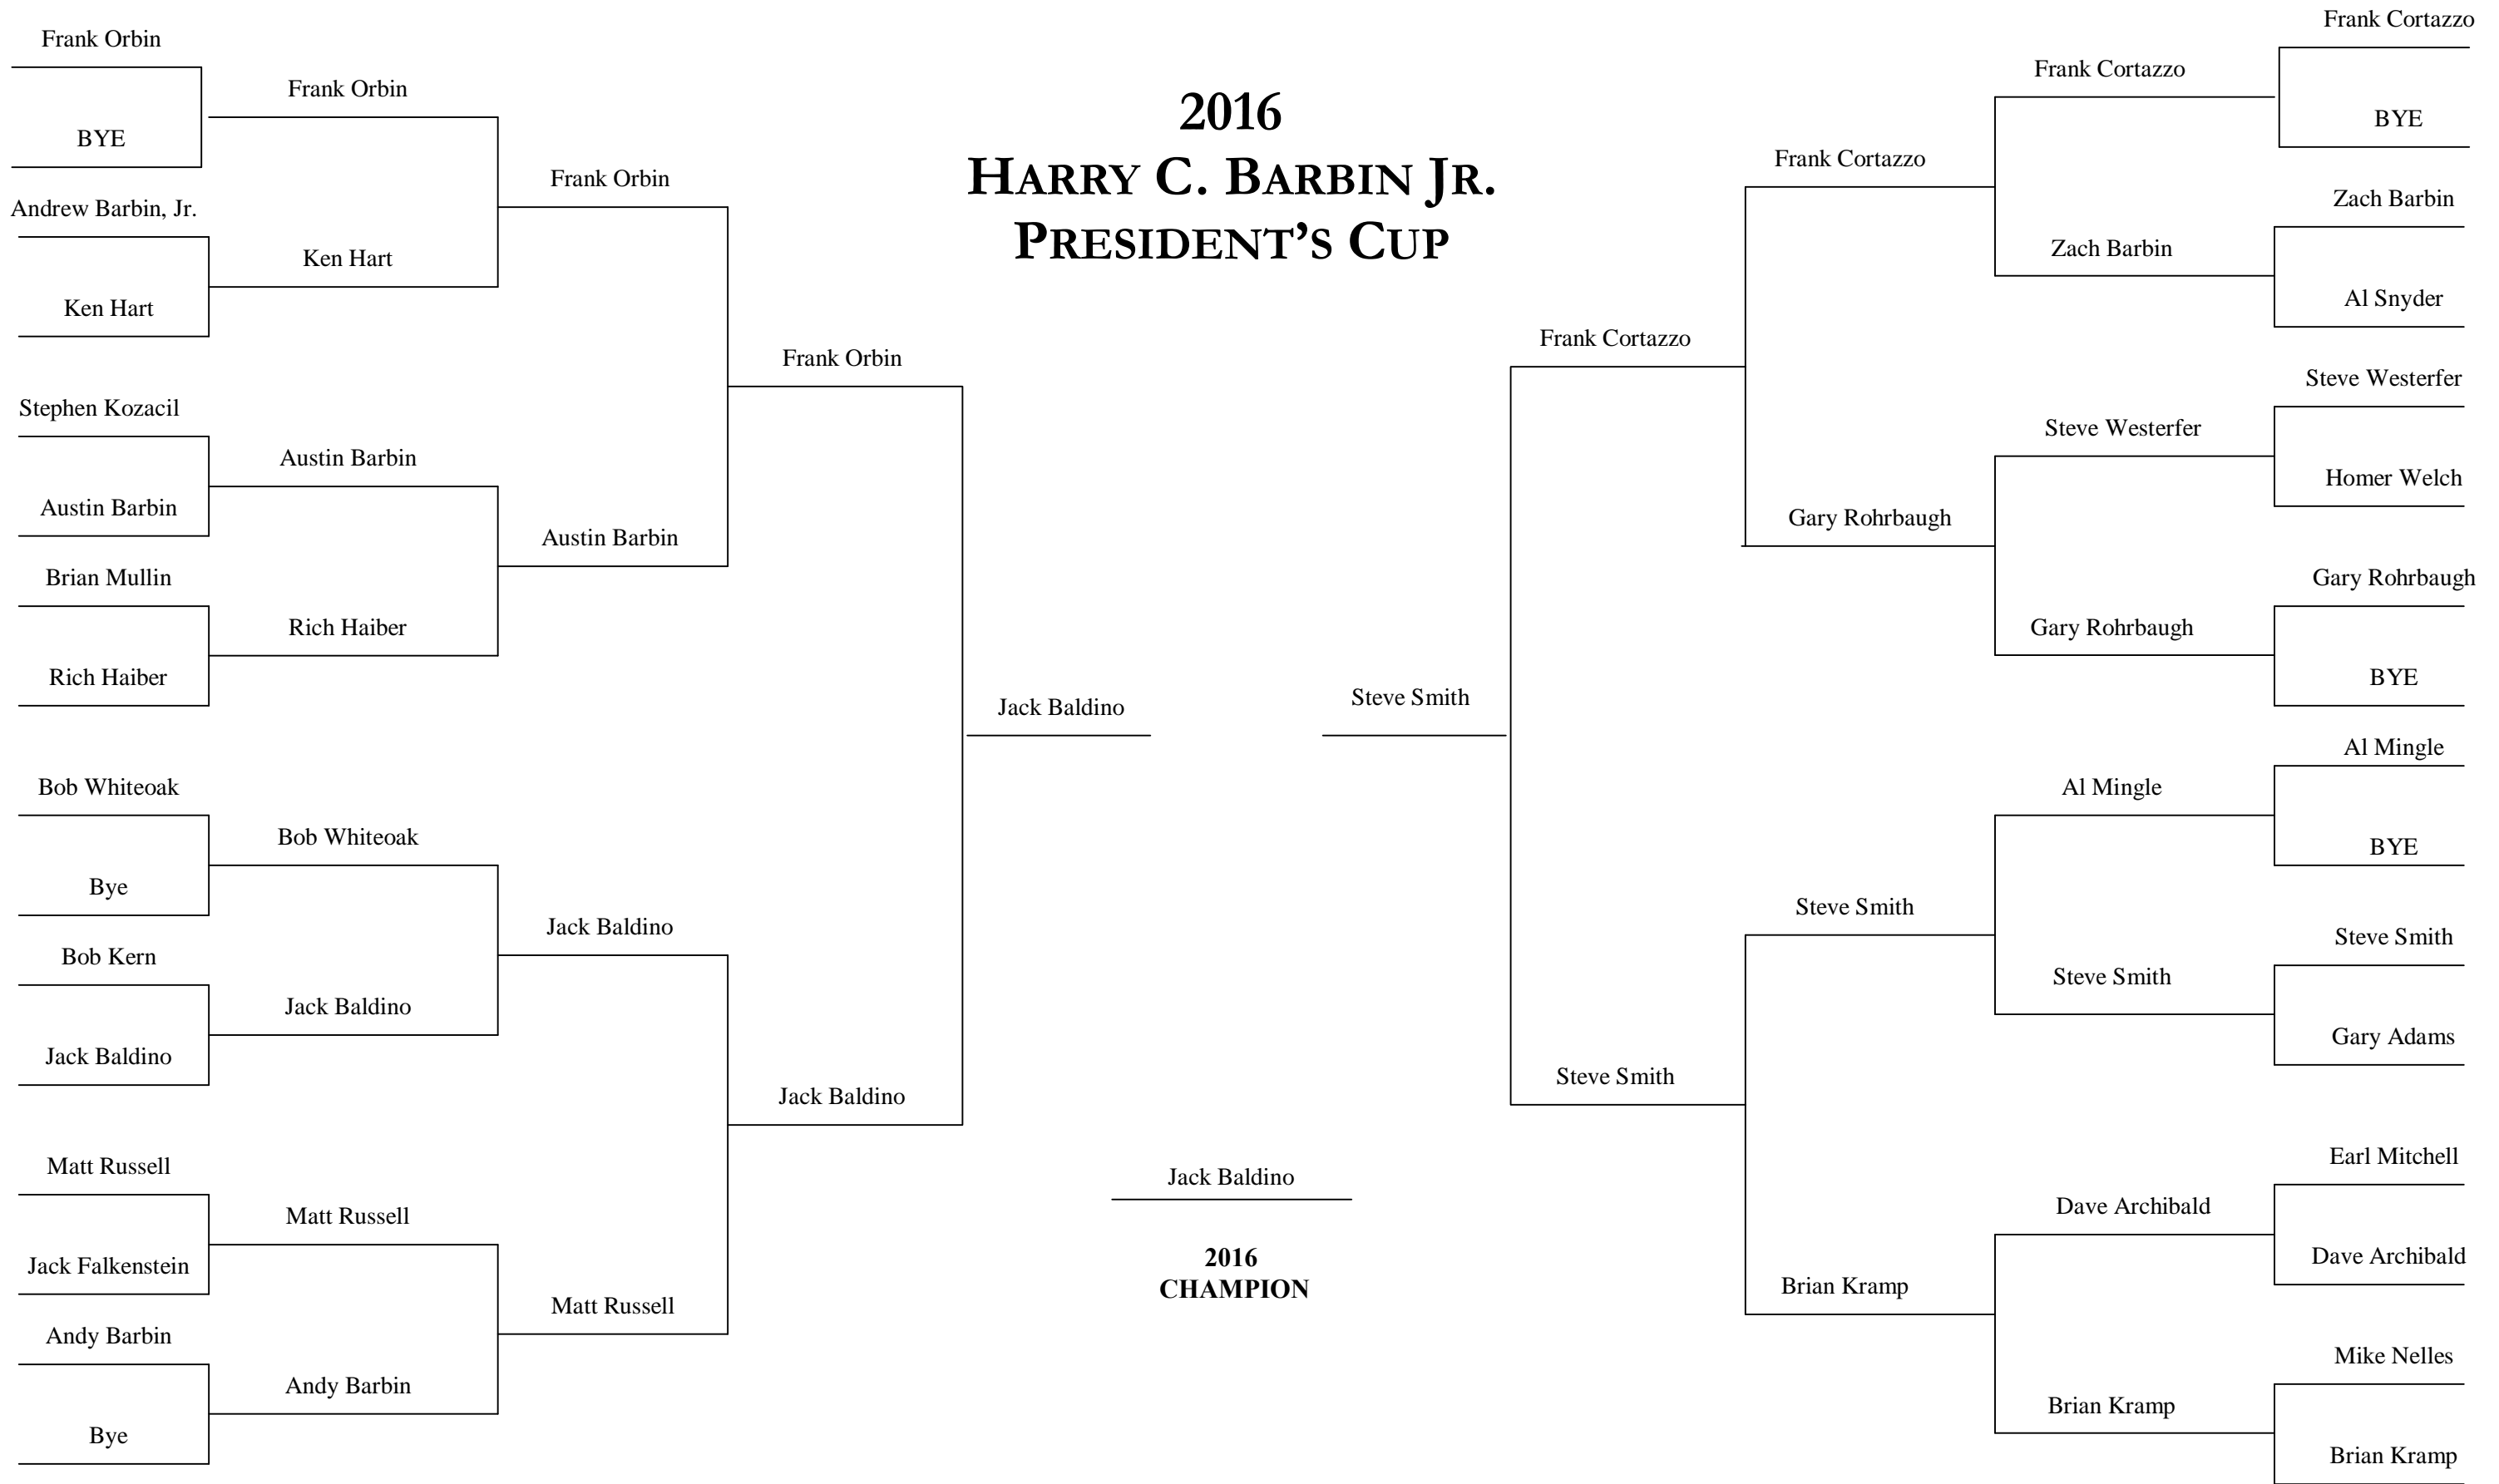 2016
HARRY C. BARBIN JR.
PRESIDENT’S CUP
Frank Orbin
BYE
Andrew Barbin, Jr.
Ken Hart
Stephen Kozacil
Austin Barbin
Brian Mullin
Rich Haiber
Bob Whiteoak
Bye
Bob Kern
Jack Baldino
Matt Russell
Jack Falkenstein
Andy Barbin
Bye
Frank Orbin
Ken Hart
Austin Barbin
Rich Haiber
Bob Whiteoak
Jack Baldino
Matt Russell
Andy Barbin
Frank Orbin
Austin Barbin
Jack Baldino
Matt Russell
Frank Orbin
Jack Baldino
Jack Baldino
Steve Smith
Jack Baldino
2016
CHAMPION
Frank Cortazzo
Steve Smith
Frank Cortazzo
Gary Rohrbaugh
Steve Smith
Brian Kramp
Frank Cortazzo
Zach Barbin
Steve Westerfer
Gary Rohrbaugh
Al Mingle
Steve Smith
Dave Archibald
Brian Kramp
Frank Cortazzo
BYE
Zach Barbin
Al Snyder
Steve Westerfer
Homer Welch
Gary Rohrbaugh
BYE
Al Mingle
BYE
Steve Smith
Gary Adams
Earl Mitchell
Dave Archibald
Mike Nelles
Brian Kramp